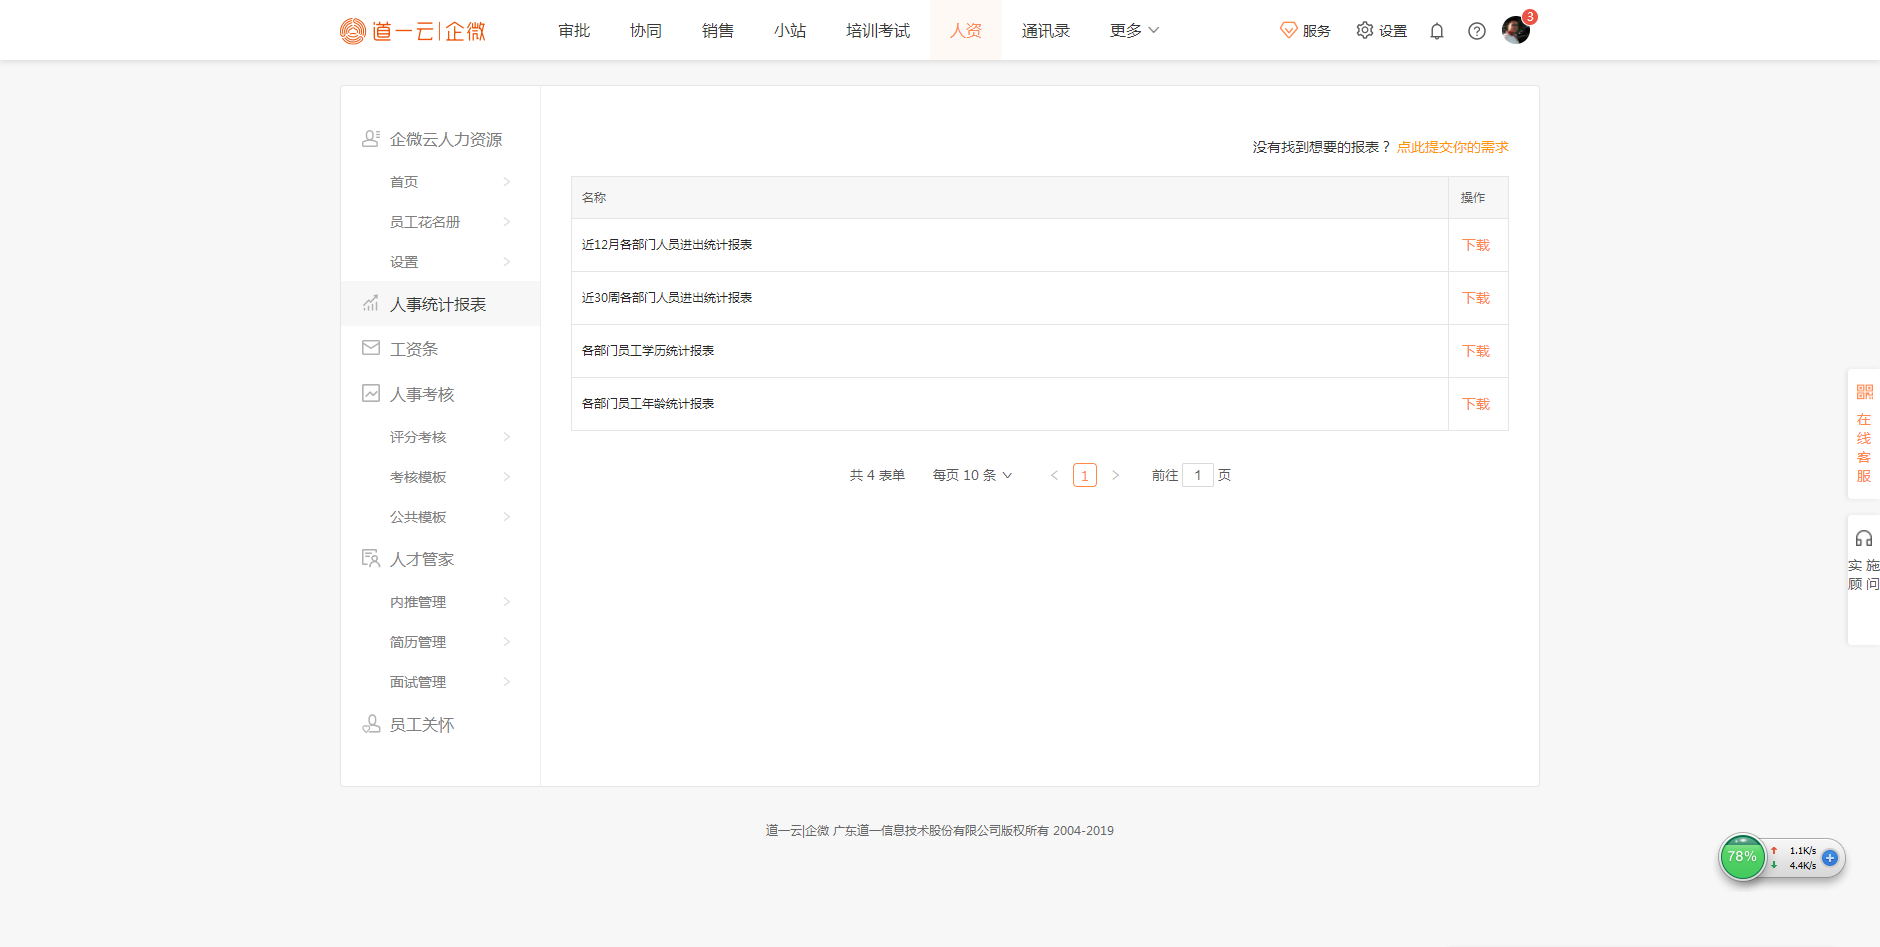 道一云|企微
审批 协同 销售 小站 培训考试 人资 通讯录 更多
服务 设置 3
企微云人力资源
首页
员工花名册
设置
人事统计报表
工资条
人事考核
评分考核
考核模板
公共模板
人才管家
内推管理
简历管理
面试管理
员工关怀
没有找到想要的报表？ 点此提交你的需求
名称 操作
近12月各部门人员进出统计报表 下载
近30周各部门人员进出统计报表 下载
各部门员工学历统计报表 下载
各部门员工年龄统计报表 下载
共 4 表单 每页 10 条 1 前往 1 页
在
线
客
服
实 施
顾 问
道一云|企微 广东道一信息技术股份有限公司版权所有 2004-2019
78%
1.1K/s
4.4K/s